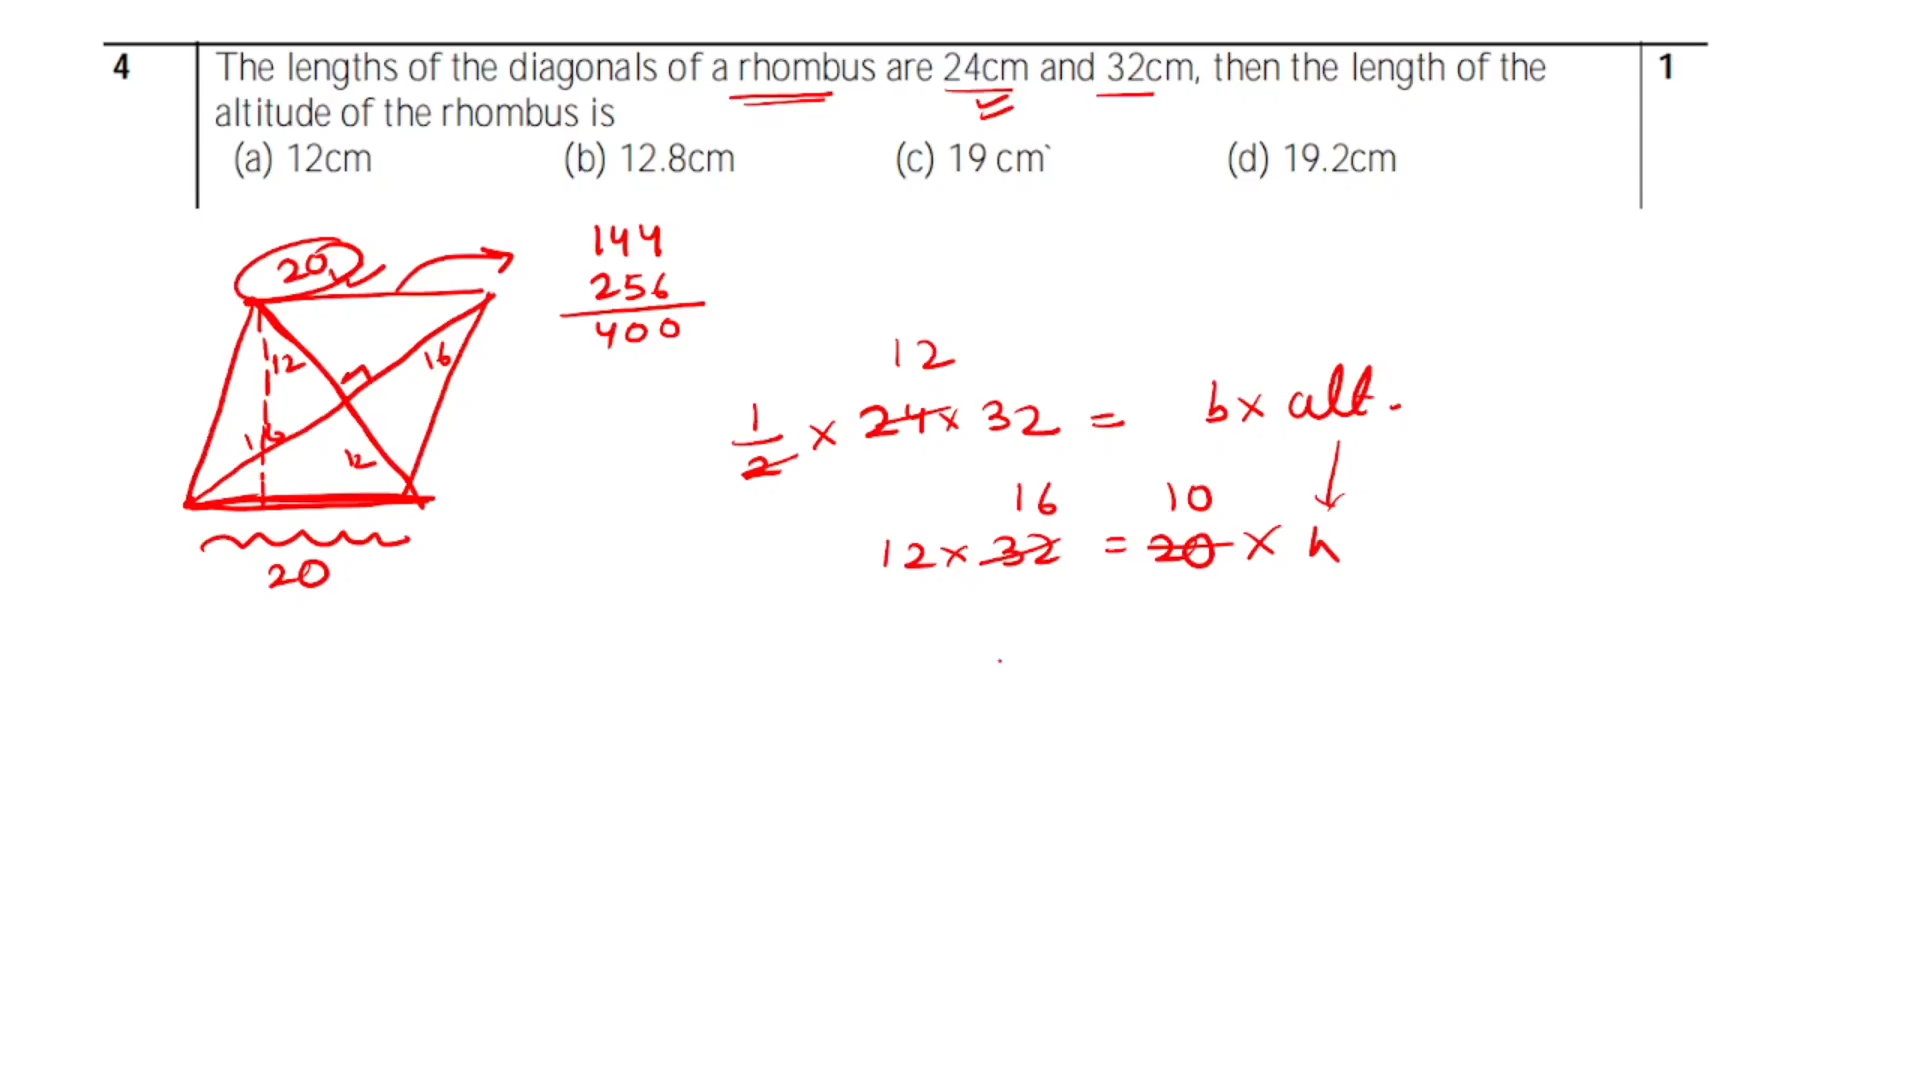 4 The lengths of the diagonals of a rhombus are 24cm and 32cm, then the length of the 1
altitude of the rhombus is
(a) 12cm (b) 12.8cm (c) 19 cm` (d) 19.2cm
20
144
256
400
12 16
16 12
20
12
1/2 × 24 × 32 = b × alt.
16 10
12 × 32 = 20 × h